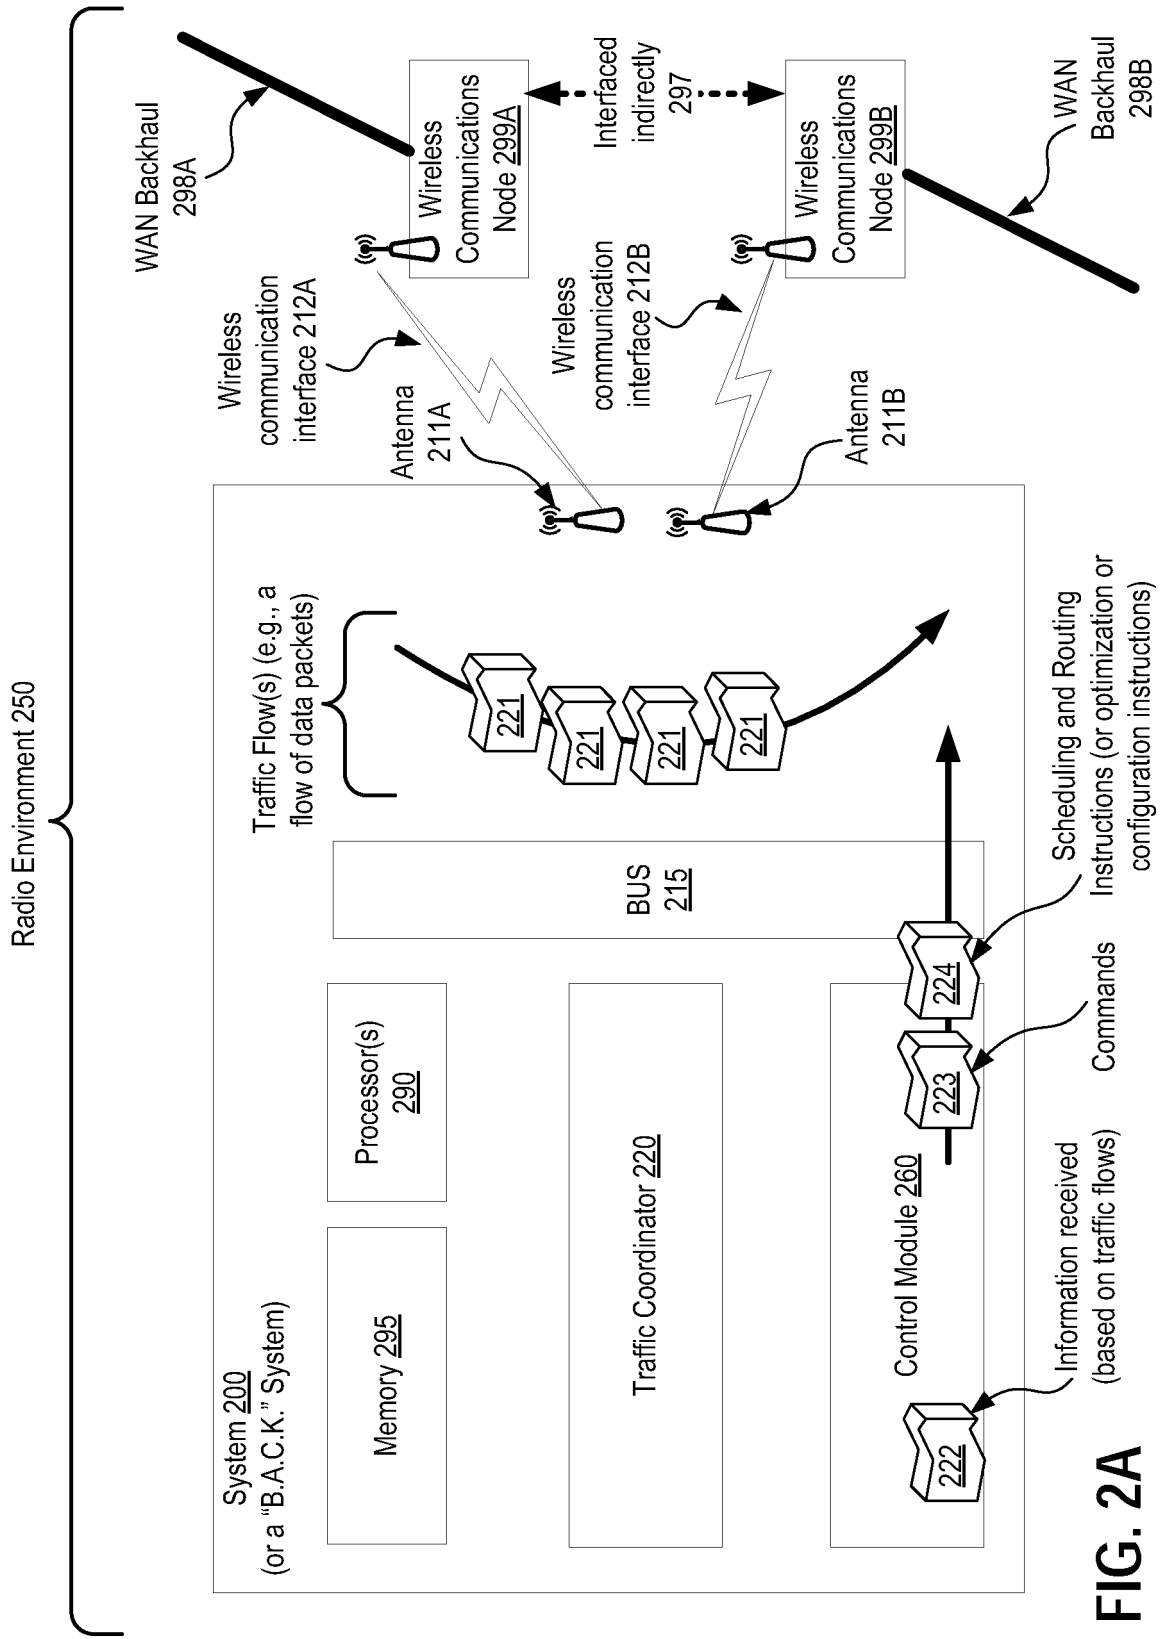 Radio Environment 250
System 200
(or a “B.A.C.K.” System)
Memory 295
Processor(s)
290
Traffic Coordinator 220
Control Module 260
222
223
224
BUS
215
Traffic Flow(s) (e.g., a
flow of data packets)
221
221
221
221
Information received
(based on traffic flows)
Commands
Scheduling and Routing
Instructions (or optimization or
configuration instructions)
Antenna
211A
Antenna
211B
Wireless
communication
interface 212A
Wireless
communication
interface 212B
WAN Backhaul
298A
Wireless
Communications
Node 299A
Interfaced
indirectly
297
Wireless
Communications
Node 299B
WAN
Backhaul
298B
FIG. 2A